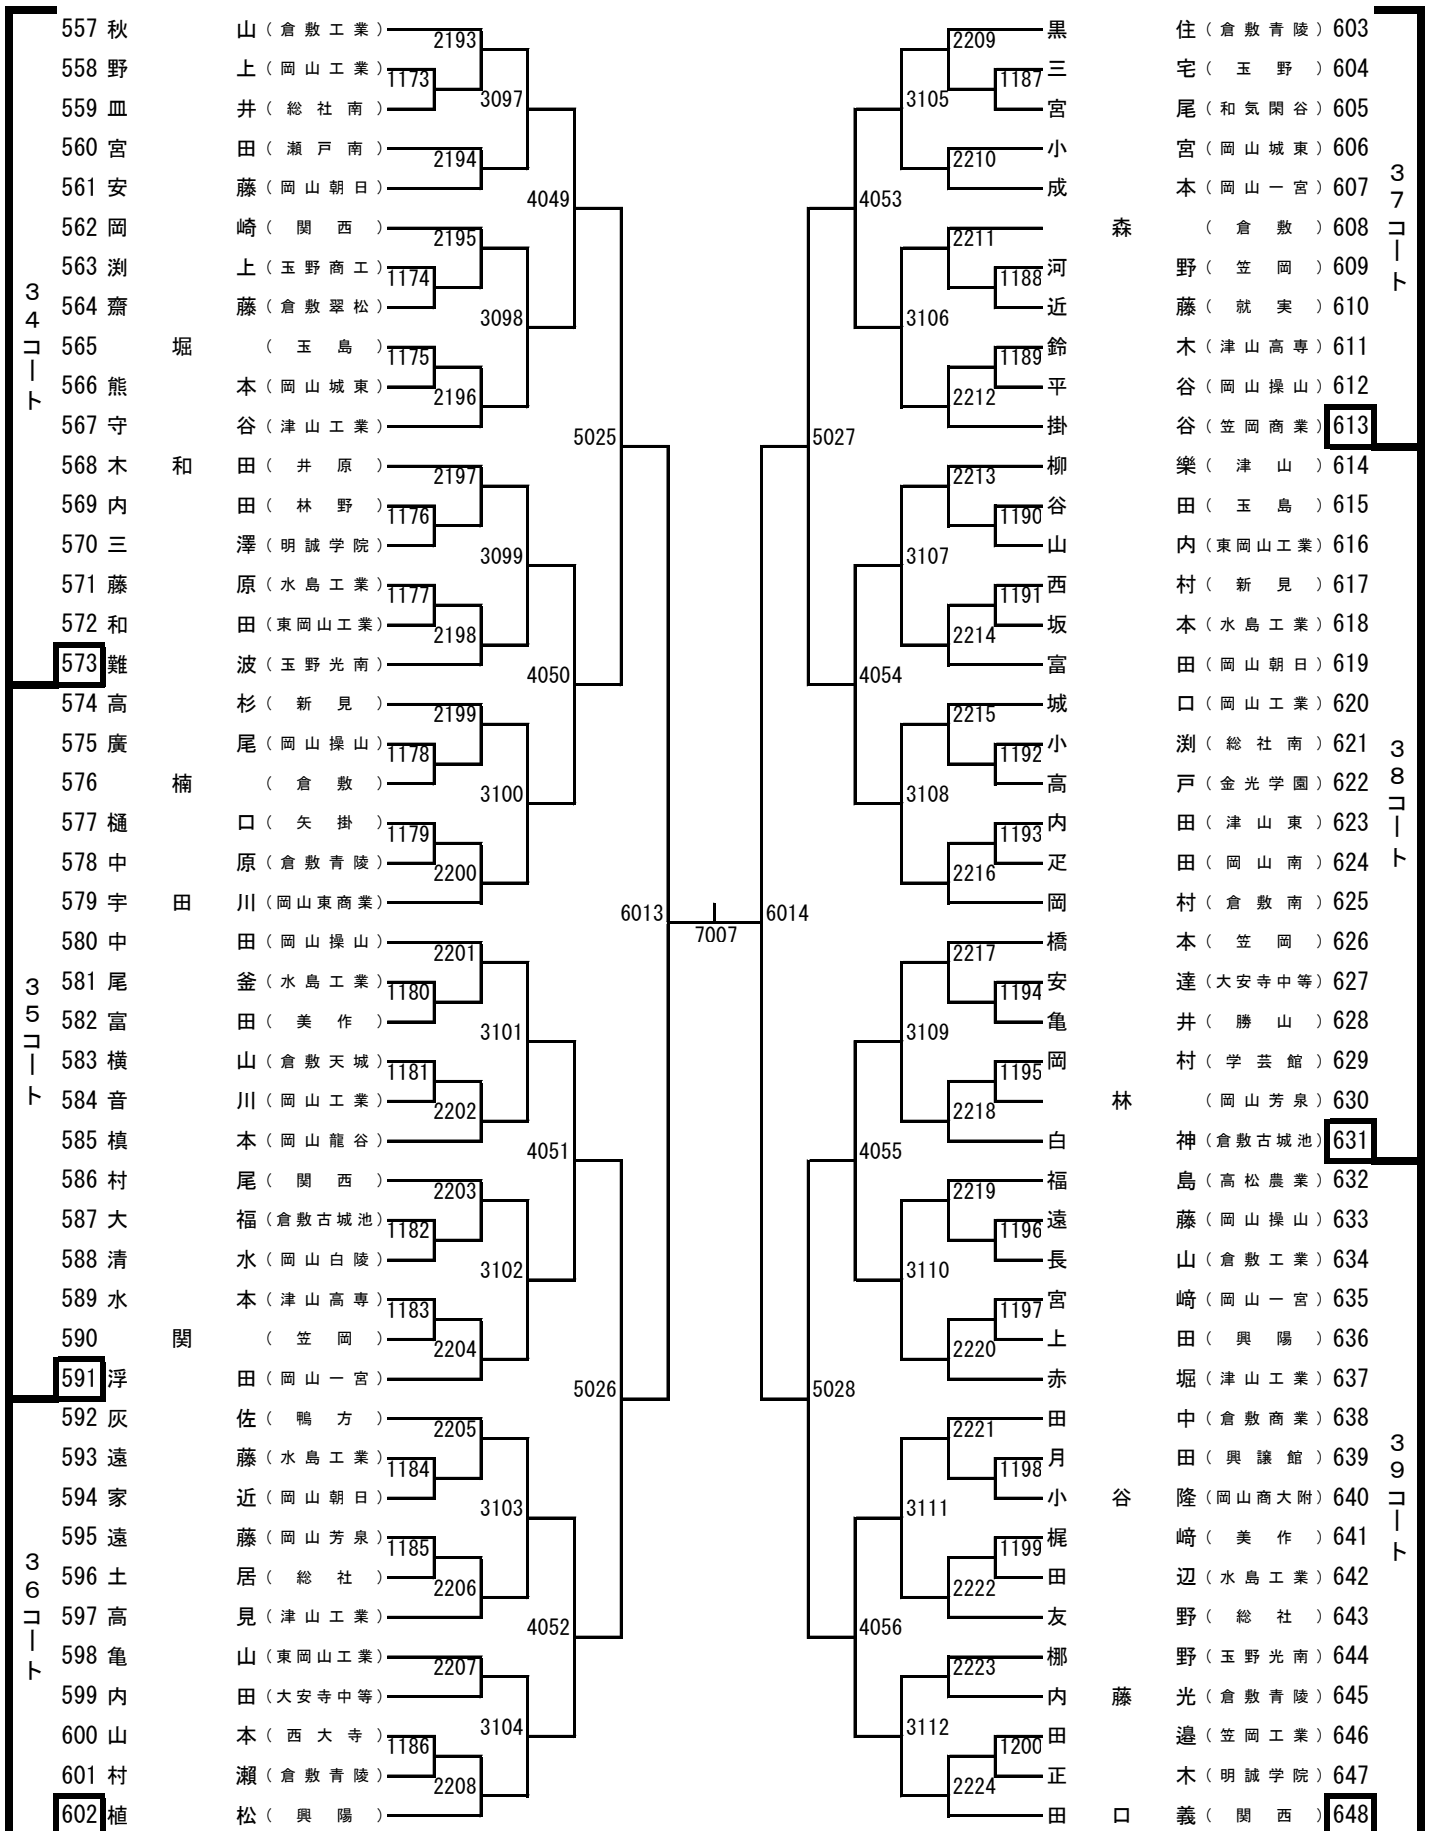 557 秋山（倉敷工業）
558 野上（岡山工業）
559 皿井（総社南）
560 宮田（瀬戸南）
561 安藤（岡山朝日）
562 岡崎（関西）
563 渕上（玉野商工）
564 齋藤（倉敷翠松）
565 堀（玉島）
566 熊本（岡山城東）
567 守谷（津山工業）
568 木和田（井原）
569 内田（林野）
570 三澤（明誠学院）
571 藤原（水島工業）
572 和田（東岡山工業）
573 難波（玉野光南）
574 高杉（新見）
575 廣尾（岡山操山）
576 楠（倉敷）
577 樋口（矢掛）
578 中原（倉敷青陵）
579 宇田川（岡山東商業）
580 中田（岡山操山）
581 尾釜（水島工業）
582 富田（美作）
583 横山（倉敷天城）
584 音川（岡山工業）
585 槙本（岡山龍谷）
586 村尾（関西）
587 大福（倉敷古城池）
588 清水（岡山白陵）
589 水本（津山高専）
590 関（笠岡）
591 浮田（岡山一宮）
592 灰佐（鴨方）
593 遠藤（水島工業）
594 家近（岡山朝日）
595 遠藤（岡山芳泉）
596 土居（総社）
597 高見（津山工業）
598 亀山（東岡山工業）
599 内田（大安寺中等）
600 山本（西大寺）
601 村瀬（倉敷青陵）
602 植松（興陽）
34コート
35コート
36コート
1173
1174
1175
1176
1177
1178
1179
1180
1181
1182
1183
1184
1185
1186
2193
2194
2195
2196
2197
2198
2199
2200
2201
2202
2203
2204
2205
2206
2207
2208
3097
3098
3099
3100
3101
3102
3103
3104
4049
4050
4051
4052
5025
5026
6013
7007
6014
5027
5028
4053
4054
4055
4056
3105
3106
3107
3108
3109
3110
3111
3112
2209
2210
2211
2212
2213
2214
2215
2216
2217
2218
2219
2220
2221
2222
2223
2224
1187
1188
1189
1190
1191
1192
1193
1194
1195
1196
1197
1198
1199
1200
黒住（倉敷青陵）603
三宅（玉野）604
宮尾（和気閑谷）605
小宮（岡山城東）606
成本（岡山一宮）607
森（倉敷）608
河野（笠岡）609
近藤（就実）610
鈴木（津山高専）611
平谷（岡山操山）612
掛谷（笠岡商業）613
柳樂（津山）614
谷田（玉島）615
山内（東岡山工業）616
西村（新見）617
坂本（水島工業）618
富田（岡山朝日）619
城口（岡山工業）620
小渕（総社南）621
高戸（金光学園）622
内田（津山東）623
疋田（岡山南）624
岡村（倉敷南）625
橋本（笠岡）626
安達（大安寺中等）627
亀井（勝山）628
岡村（学芸館）629
林（岡山芳泉）630
白神（倉敷古城池）631
福島（高松農業）632
遠藤（岡山操山）633
長山（倉敷工業）634
宮﨑（岡山一宮）635
上田（興陽）636
赤堀（津山工業）637
田中（倉敷商業）638
月田（興譲館）639
小谷隆（岡山商大附）640
梶﨑（美作）641
田辺（水島工業）642
友野（総社）643
梛野（玉野光南）644
内藤光（倉敷青陵）645
田邉（笠岡工業）646
正木（明誠学院）647
田口義（関西）648
37コート
38コート
39コート